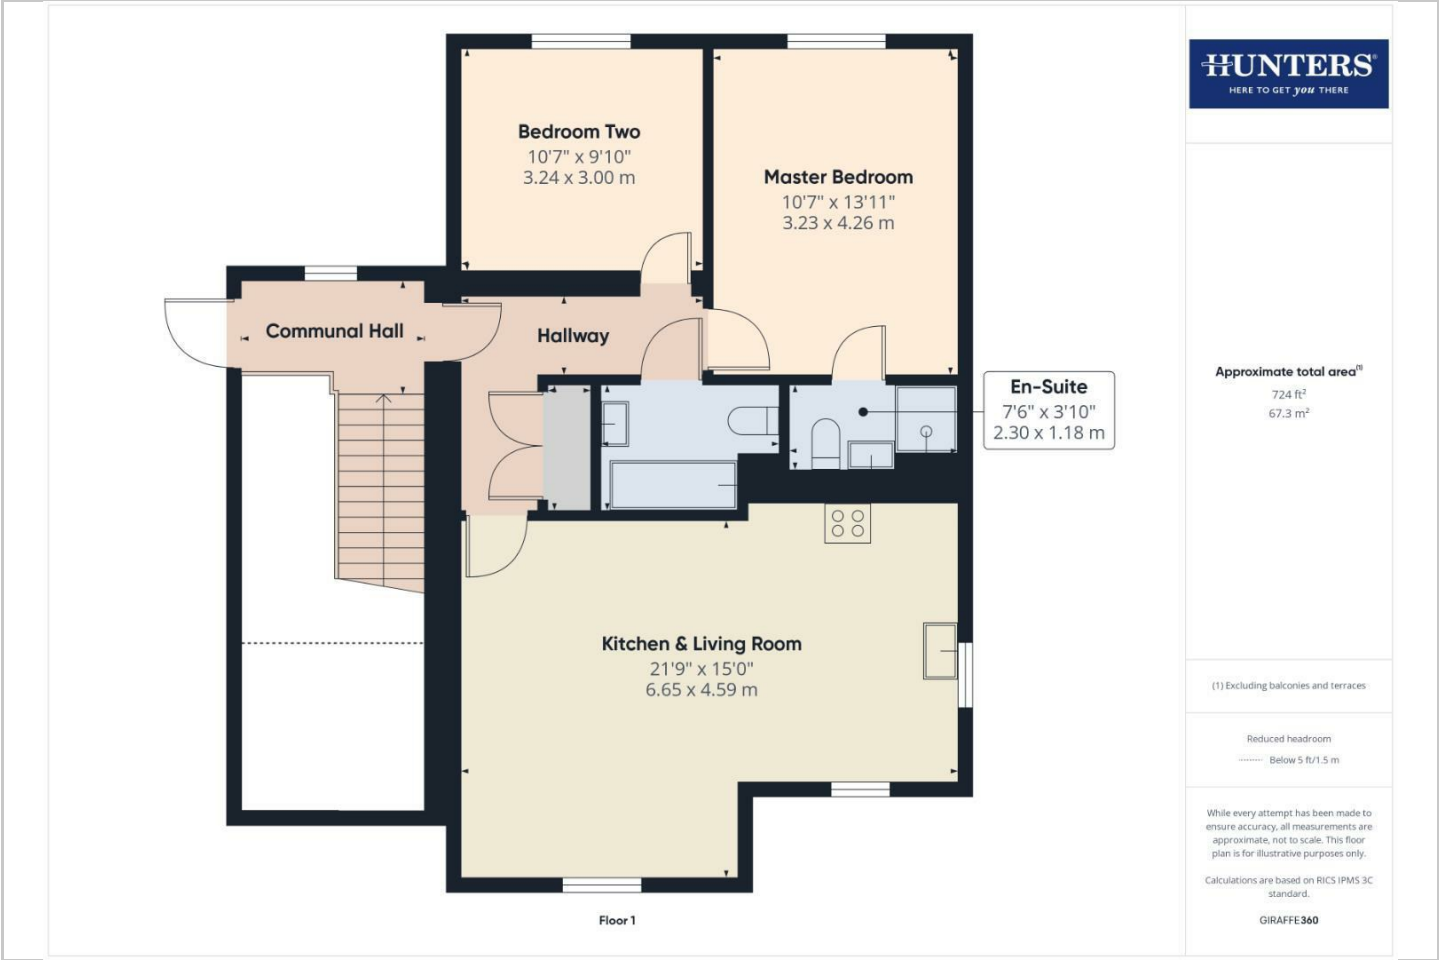 HUNTERS®
HERE TO GET you THERE
Bedroom Two
10'7" x 9'10"
3.24 x 3.00 m
Master Bedroom
10'7" x 13'11"
3.23 x 4.26 m
Communal Hall
Hallway
En-Suite
7'6" x 3'10"
2.30 x 1.18 m
Kitchen & Living Room
21'9" x 15'0"
6.65 x 4.59 m
Floor 1
Approximate total area(1)
724 ft²
67.3 m²
(1) Excluding balconies and terraces
Reduced headroom
Below 5 ft/1.5 m
While every attempt has been made to
ensure accuracy, all measurements are
approximate, not to scale. This floor
plan is for illustrative purposes only.
Calculations are based on RICS IPMS 3C
standard.
GIRAFFE360